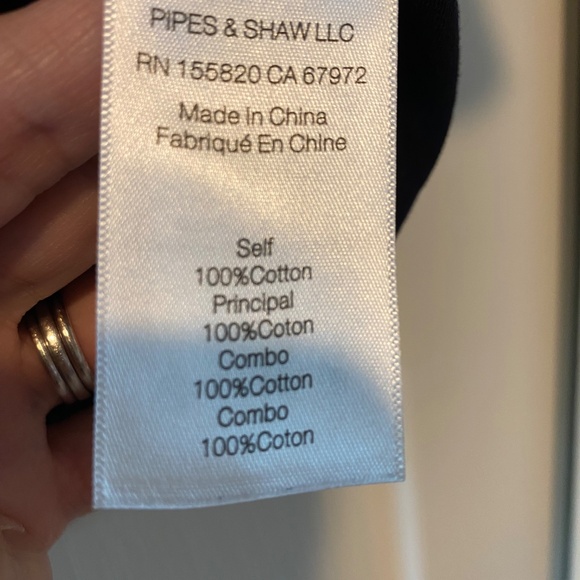 PIPES & SHAW LLC
RN 155820 CA 67972
Made in China
Fabriqué En Chine
Self
100%Cotton
Principal
100%Coton
Combo
100%Cotton
Combo
100%Coton